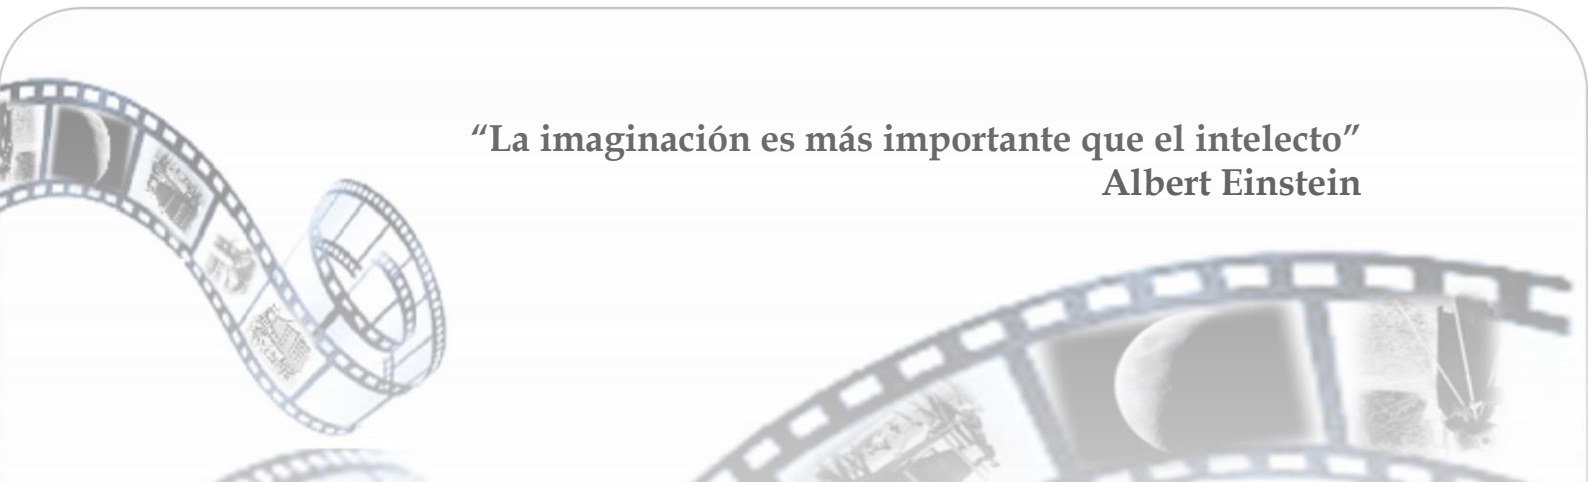 “La imaginación es más importante que el intelecto”
Albert Einstein